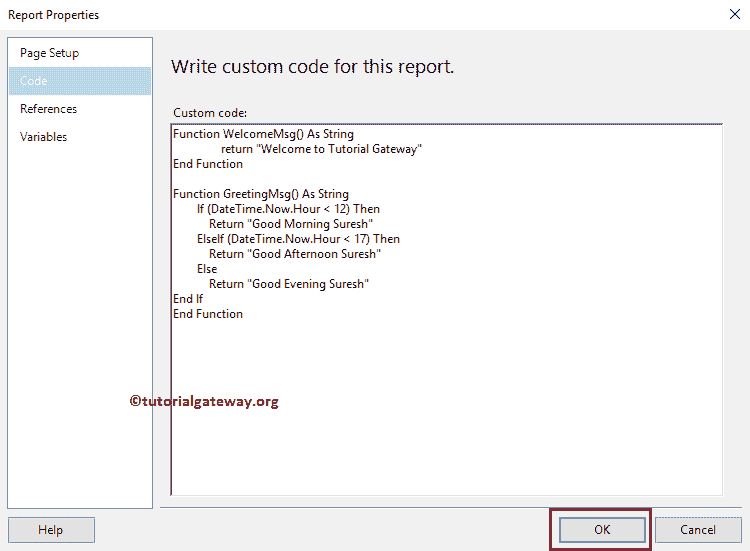 Report Properties
Page Setup
Code
References
Variables
Write custom code for this report.
Custom code:
Function WelcomeMsg() As String
return "Welcome to Tutorial Gateway"
End Function
Function GreetingMsg() As String
If (DateTime.Now.Hour < 12) Then
Return "Good Morning Suresh"
ElseIf (DateTime.Now.Hour < 17) Then
Return "Good Afternoon Suresh"
Else
Return "Good Evening Suresh"
End If
End Function
©tutorialgateway.org
Help
OK
Cancel